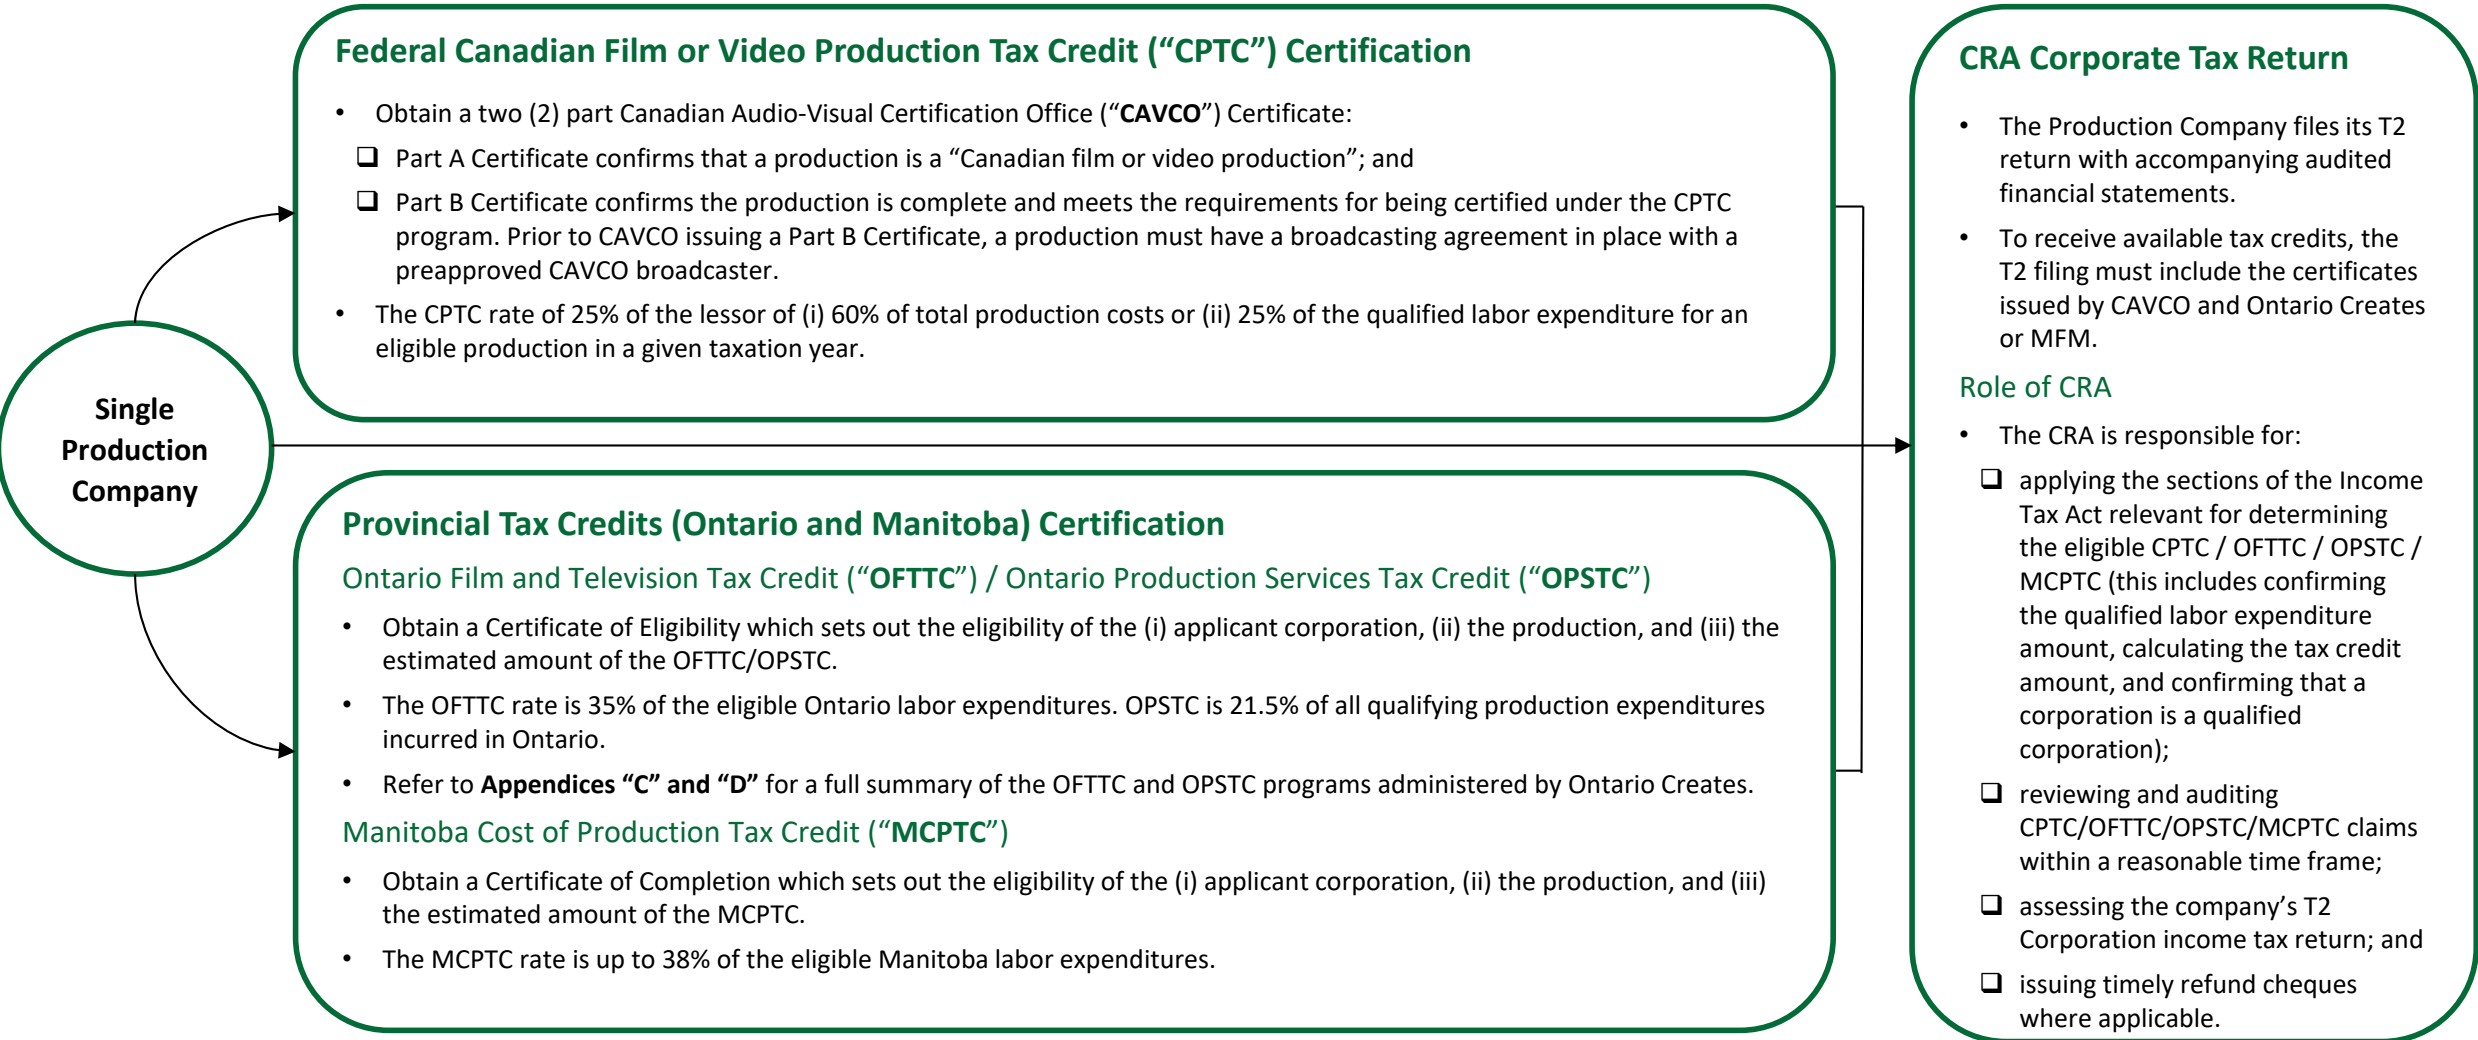 Single
Production
Company
Federal Canadian Film or Video Production Tax Credit (“CPTC”) Certification
• Obtain a two (2) part Canadian Audio-Visual Certification Office (“CAVCO”) Certificate:
❑ Part A Certificate confirms that a production is a “Canadian film or video production”; and
❑ Part B Certificate confirms the production is complete and meets the requirements for being certified under the CPTC
program. Prior to CAVCO issuing a Part B Certificate, a production must have a broadcasting agreement in place with a
preapproved CAVCO broadcaster.
• The CPTC rate of 25% of the lessor of (i) 60% of total production costs or (ii) 25% of the qualified labor expenditure for an
eligible production in a given taxation year.
Provincial Tax Credits (Ontario and Manitoba) Certification
Ontario Film and Television Tax Credit (“OFTTC”) / Ontario Production Services Tax Credit (“OPSTC”)
• Obtain a Certificate of Eligibility which sets out the eligibility of the (i) applicant corporation, (ii) the production, and (iii) the
estimated amount of the OFTTC/OPSTC.
• The OFTTC rate is 35% of the eligible Ontario labor expenditures. OPSTC is 21.5% of all qualifying production expenditures
incurred in Ontario.
• Refer to Appendices “C” and “D” for a full summary of the OFTTC and OPSTC programs administered by Ontario Creates.
Manitoba Cost of Production Tax Credit (“MCPTC”)
• Obtain a Certificate of Completion which sets out the eligibility of the (i) applicant corporation, (ii) the production, and (iii)
the estimated amount of the MCPTC.
• The MCPTC rate is up to 38% of the eligible Manitoba labor expenditures.
CRA Corporate Tax Return
• The Production Company files its T2
return with accompanying audited
financial statements.
• To receive available tax credits, the
T2 filing must include the certificates
issued by CAVCO and Ontario Creates
or MFM.
Role of CRA
• The CRA is responsible for:
❑ applying the sections of the Income
Tax Act relevant for determining
the eligible CPTC / OFTTC / OPSTC /
MCPTC (this includes confirming
the qualified labor expenditure
amount, calculating the tax credit
amount, and confirming that a
corporation is a qualified
corporation);
❑ reviewing and auditing
CPTC/OFTTC/OPSTC/MCPTC claims
within a reasonable time frame;
❑ assessing the company’s T2
Corporation income tax return; and
❑ issuing timely refund cheques
where applicable.